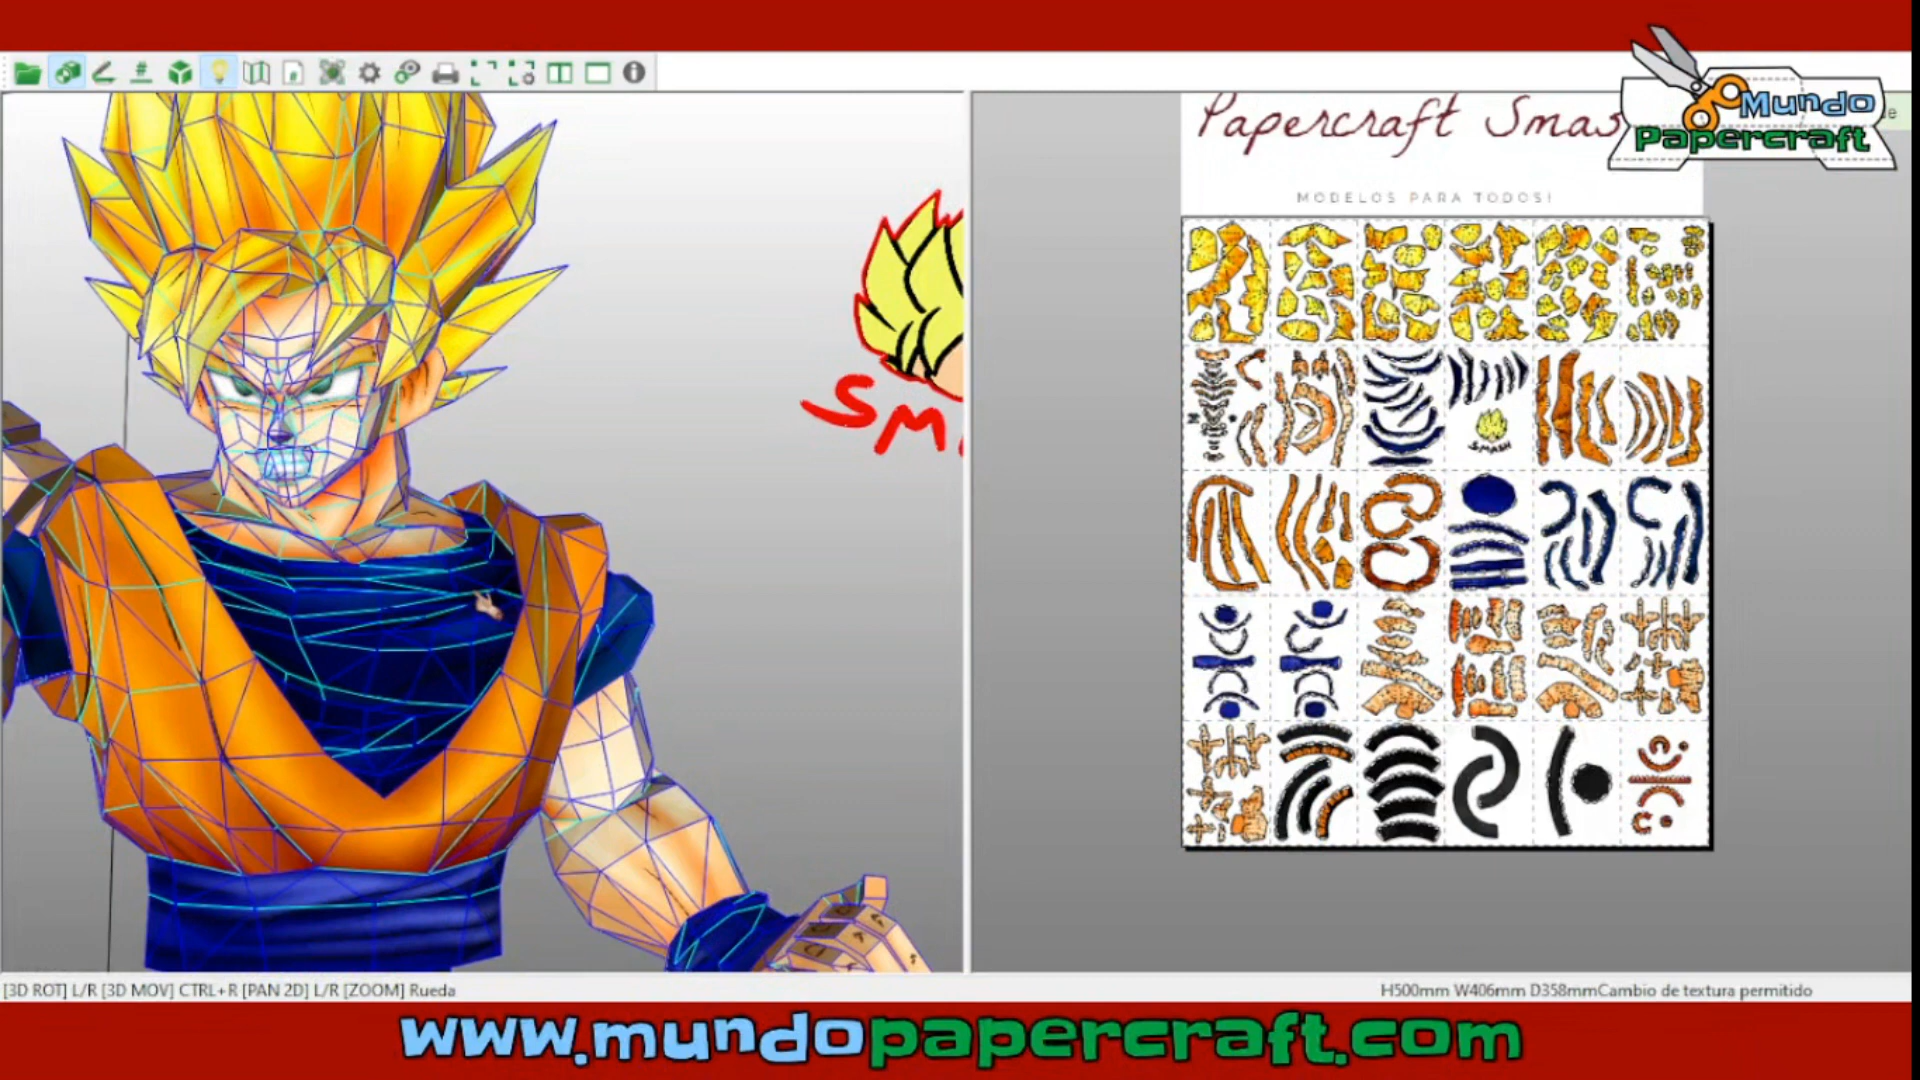 Mundo
Papercraft
Papercraft Smas
MODELOS PARA TODOS!
SM
SMASH
[3D ROT] L/R [3D MOV] CTRL+R [PAN 2D] L/R [ZOOM] Rueda
H500mm W406mm D358mmCambio de textura permitido
www.mundopapercraft.com